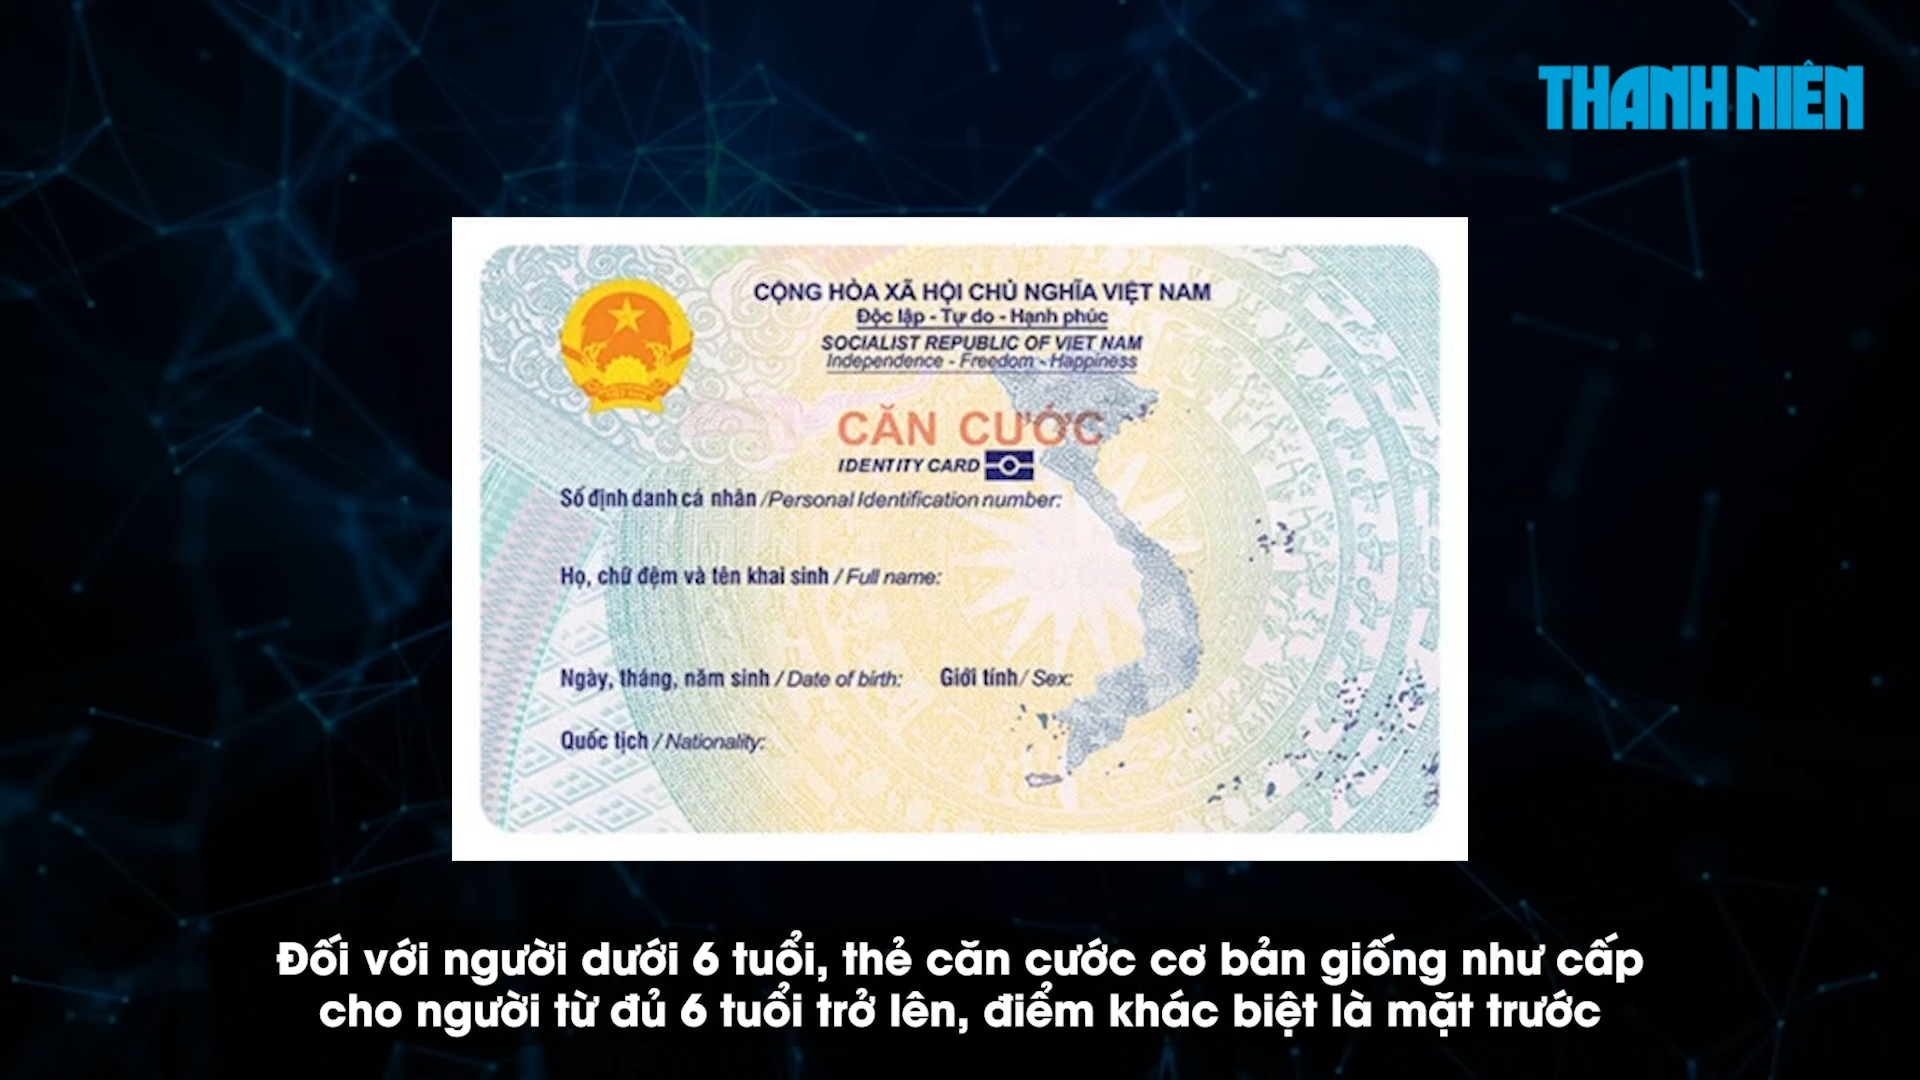 THANH NIÊN
CỘNG HÒA XÃ HỘI CHỦ NGHĨA VIỆT NAM
Độc lập - Tự do - Hạnh phúc
SOCIALIST REPUBLIC OF VIET NAM
Independence - Freedom - Happiness
CĂN CƯỚC
IDENTITY CARD
Số định danh cá nhân / Personal Identification number:
Họ, chữ đệm và tên khai sinh / Full name:
Ngày, tháng, năm sinh / Date of birth: Giới tính / Sex:
Quốc tịch / Nationality:
Đối với người dưới 6 tuổi, thẻ căn cước cơ bản giống như cấp
cho người từ đủ 6 tuổi trở lên, điểm khác biệt là mặt trước